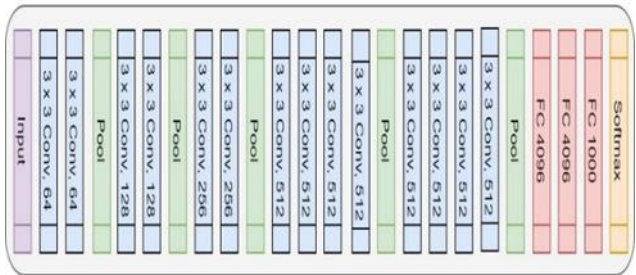 Input
3 × 3 Conv, 64
3 × 3 Conv, 64
Pool
3 × 3 Conv, 128
3 × 3 Conv, 128
Pool
3 × 3 Conv, 256
3 × 3 Conv, 256
Pool
3 × 3 Conv, 512
3 × 3 Conv, 512
3 × 3 Conv, 512
3 × 3 Conv, 512
Pool
3 × 3 Conv, 512
3 × 3 Conv, 512
3 × 3 Conv, 512
3 × 3 Conv, 512
Pool
FC 4096
FC 4096
FC 1000
Softmax